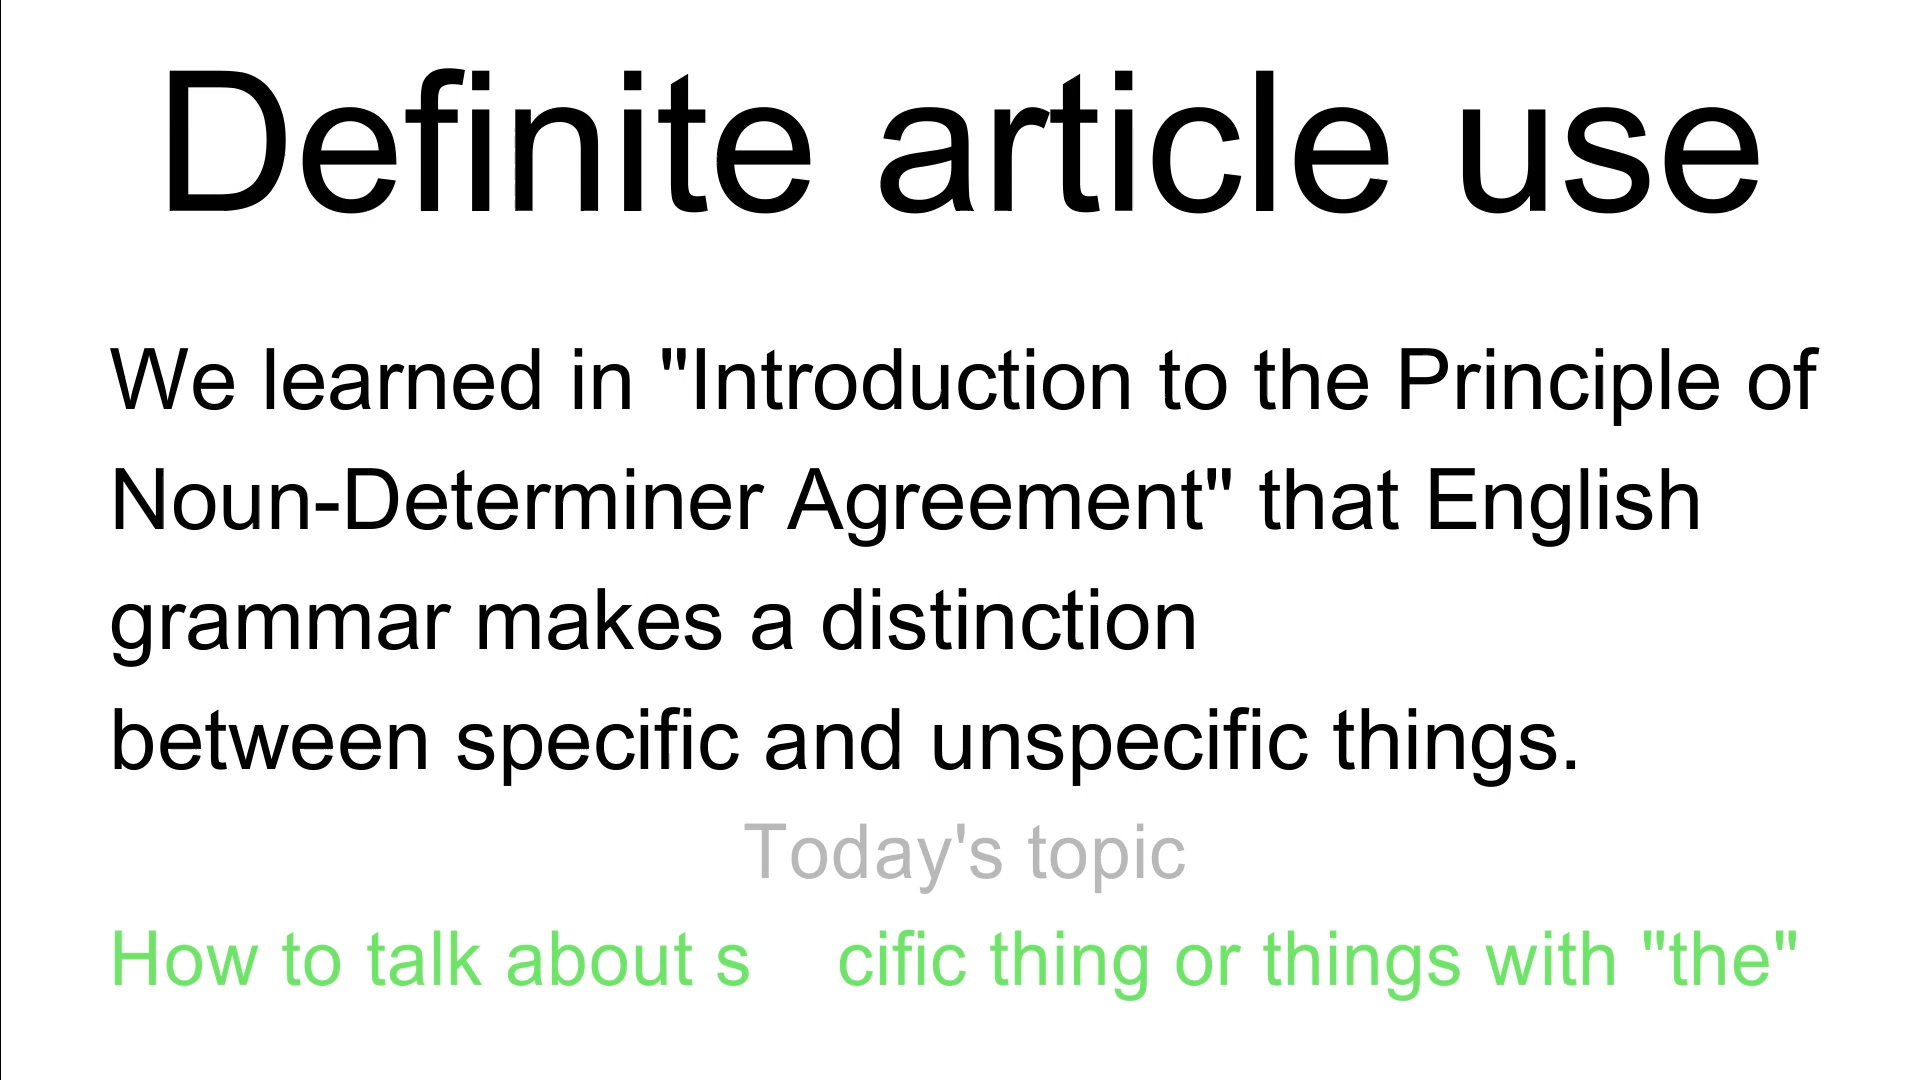 Definite article use
We learned in "Introduction to the Principle of
Noun-Determiner Agreement" that English
grammar makes a distinction
between specific and unspecific things.
Today's topic
How to talk about s cific thing or things with "the"